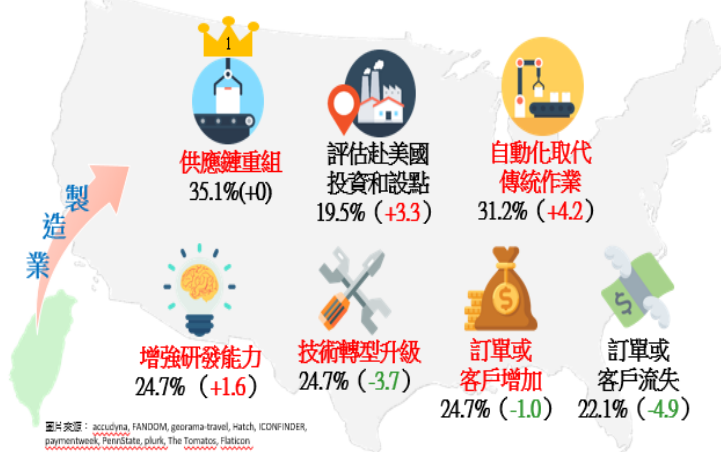 1
供應鏈重組
35.1%(+0)
評估赴美國
投資和設點
19.5%（+3.3）
自動化取代
傳統作業
31.2%（+4.2）
製造業
增強研發能力
24.7%（+1.6）
技術轉型升級
24.7%（-3.7）
訂單或
客戶增加
24.7%（-1.0）
訂單或
客戶流失
22.1%（-4.9）
圖片來源： accudyna, FANDOM, georama-travel, Hatch, ICONFINDER,
paymentweek, PennState, plurk, The Tomatos, Flaticon